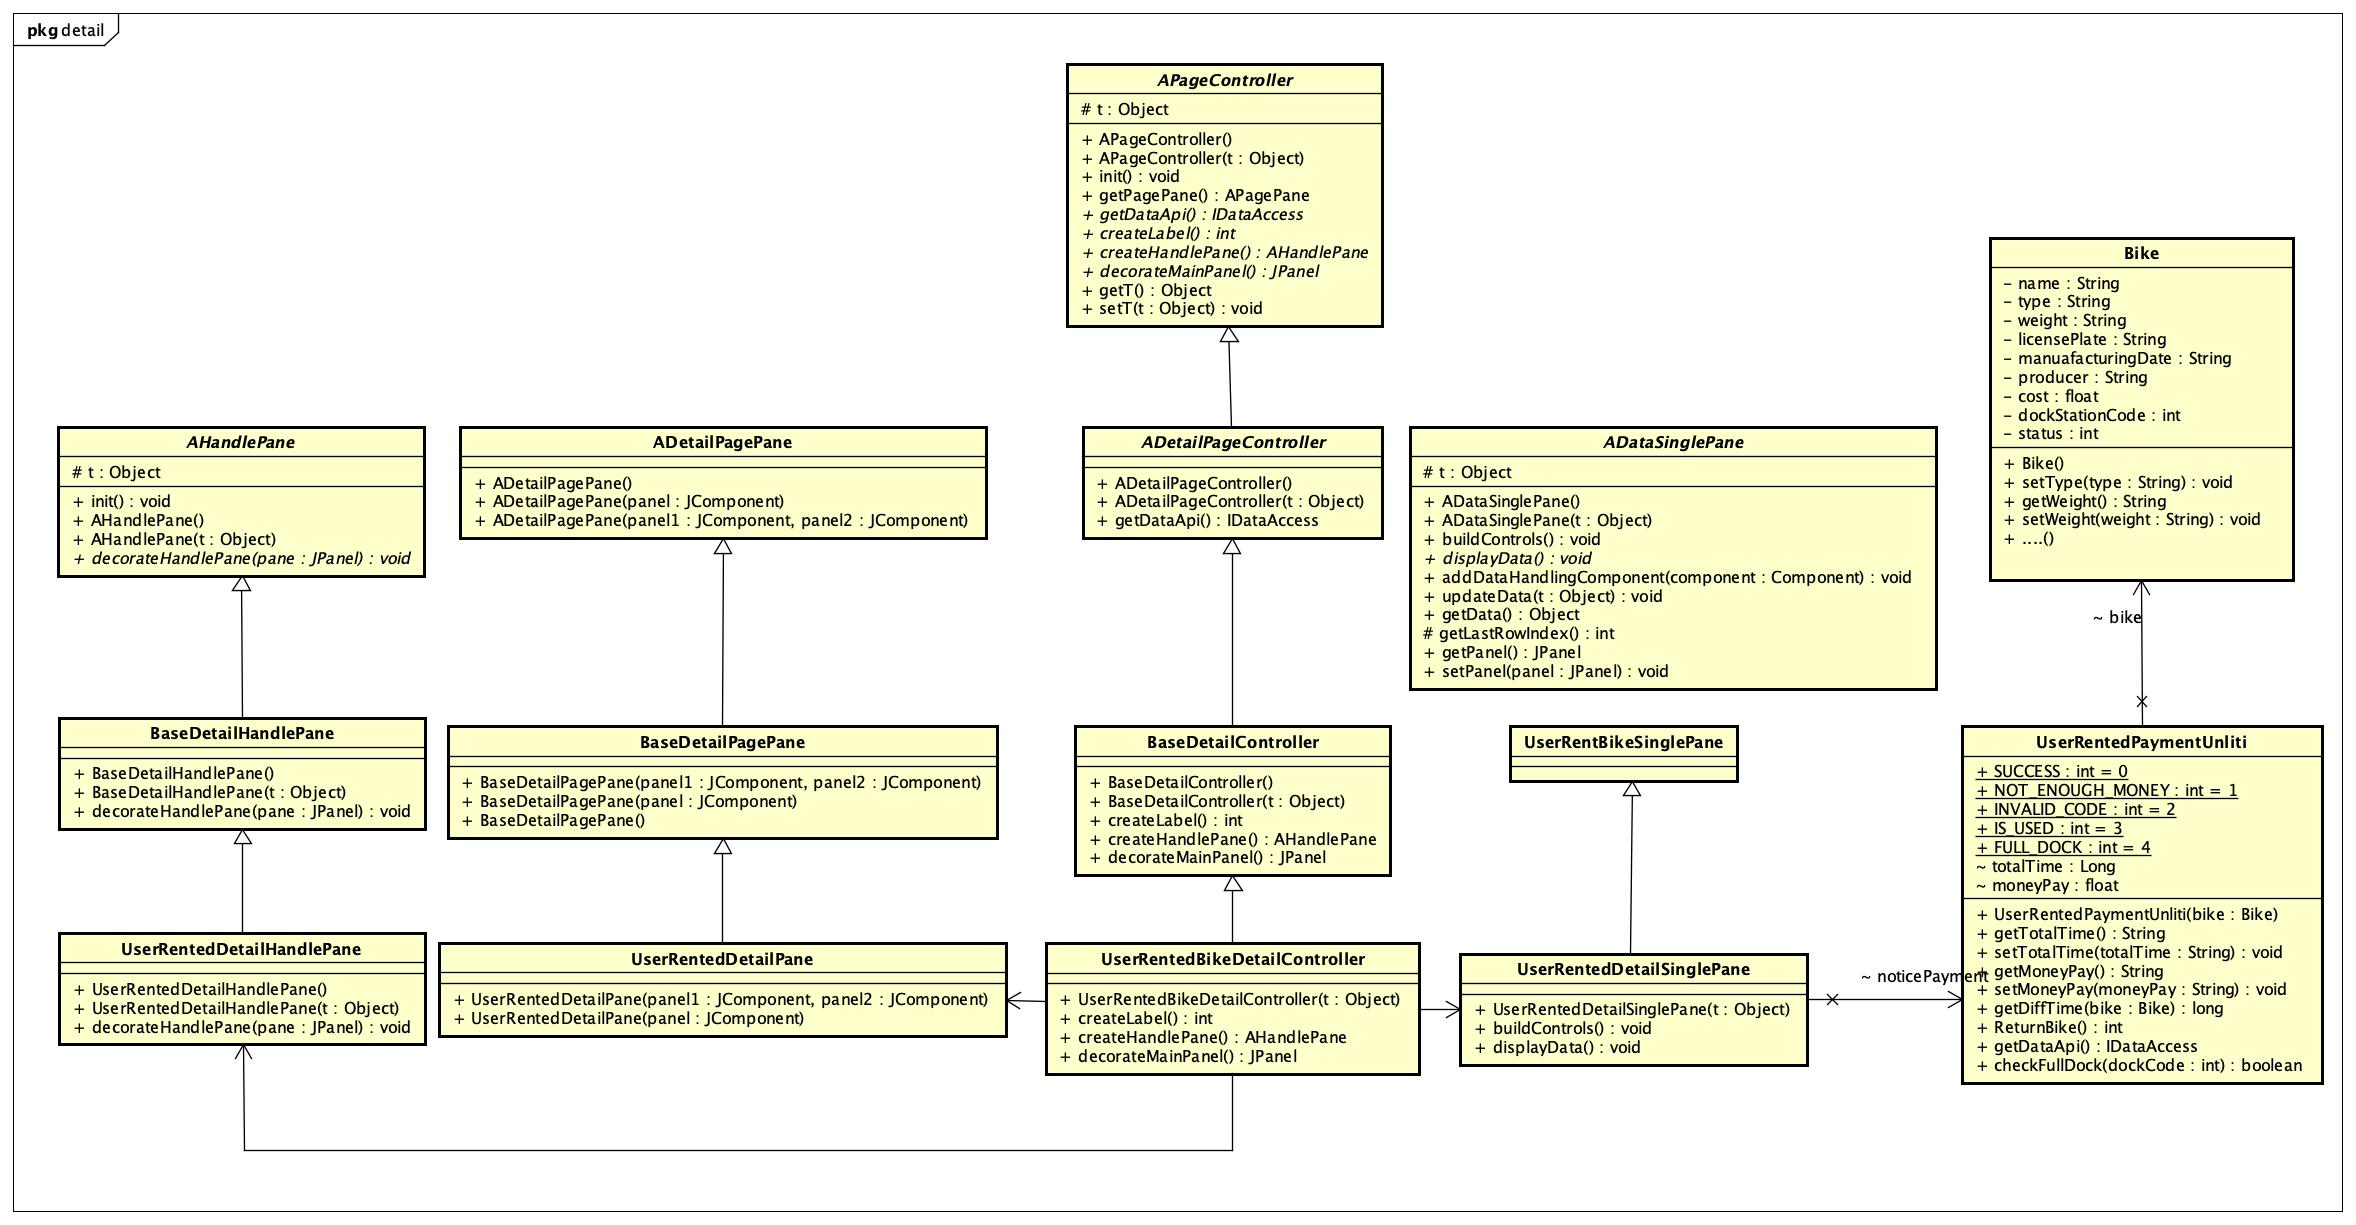 pkg detail
APageController
# t : Object
+ APageController()
+ APageController(t : Object)
+ init() : void
+ getPagePane() : APagePane
+ getDataApi() : IDataAccess
+ createLabel() : int
+ createHandlePane() : AHandlePane
+ decorateMainPanel() : JPanel
+ getT() : Object
+ setT(t : Object) : void
Bike
- name : String
- type : String
- weight : String
- licensePlate : String
- manuafacturingDate : String
- producer : String
- cost : float
- dockStationCode : int
- status : int
+ Bike()
+ setType(type : String) : void
+ getWeight() : String
+ setWeight(weight : String) : void
+ ....()
AHandlePane
# t : Object
+ init() : void
+ AHandlePane()
+ AHandlePane(t : Object)
+ decorateHandlePane(pane : JPanel) : void
ADetailPagePane
+ ADetailPagePane()
+ ADetailPagePane(panel : JComponent)
+ ADetailPagePane(panel1 : JComponent, panel2 : JComponent)
ADetailPageController
+ ADetailPageController()
+ ADetailPageController(t : Object)
+ getDataApi() : IDataAccess
ADataSinglePane
# t : Object
+ ADataSinglePane()
+ ADataSinglePane(t : Object)
+ buildControls() : void
+ displayData() : void
+ addDataHandlingComponent(component : Component) : void
+ updateData(t : Object) : void
+ getData() : Object
# getLastRowIndex() : int
+ getPanel() : JPanel
+ setPanel(panel : JPanel) : void
~ bike
BaseDetailHandlePane
+ BaseDetailHandlePane()
+ BaseDetailHandlePane(t : Object)
+ decorateHandlePane(pane : JPanel) : void
BaseDetailPagePane
+ BaseDetailPagePane(panel1 : JComponent, panel2 : JComponent)
+ BaseDetailPagePane(panel : JComponent)
+ BaseDetailPagePane()
BaseDetailController
+ BaseDetailController()
+ BaseDetailController(t : Object)
+ createLabel() : int
+ createHandlePane() : AHandlePane
+ decorateMainPanel() : JPanel
UserRentBikeSinglePane
UserRentedPaymentUnliti
+ SUCCESS : int = 0
+ NOT_ENOUGH_MONEY : int = 1
+ INVALID_CODE : int = 2
+ IS_USED : int = 3
+ FULL_DOCK : int = 4
~ totalTime : Long
~ moneyPay : float
+ UserRentedPaymentUnliti(bike : Bike)
+ getTotalTime() : String
+ setTotalTime(totalTime : String) : void
+ getMoneyPay() : String
+ setMoneyPay(moneyPay : String) : void
+ getDiffTime(bike : Bike) : long
+ ReturnBike() : int
+ getDataApi() : IDataAccess
+ checkFullDock(dockCode : int) : boolean
UserRentedDetailHandlePane
+ UserRentedDetailHandlePane()
+ UserRentedDetailHandlePane(t : Object)
+ decorateHandlePane(pane : JPanel) : void
UserRentedDetailPane
+ UserRentedDetailPane(panel1 : JComponent, panel2 : JComponent)
+ UserRentedDetailPane(panel : JComponent)
UserRentedBikeDetailController
+ UserRentedBikeDetailController(t : Object)
+ createLabel() : int
+ createHandlePane() : AHandlePane
+ decorateMainPanel() : JPanel
UserRentedDetailSinglePane
+ UserRentedDetailSinglePane(t : Object)
+ buildControls() : void
+ displayData() : void
~ noticePayment